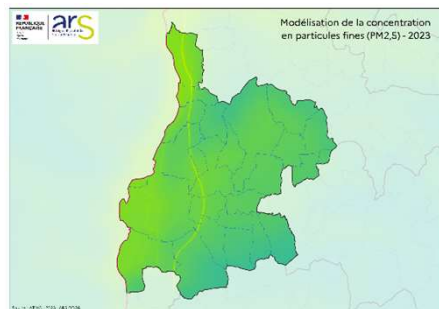 RÉPUBLIQUE
FRANÇAISE
ars
Modélisation de la concentration
en particules fines (PM2,5) - 2023